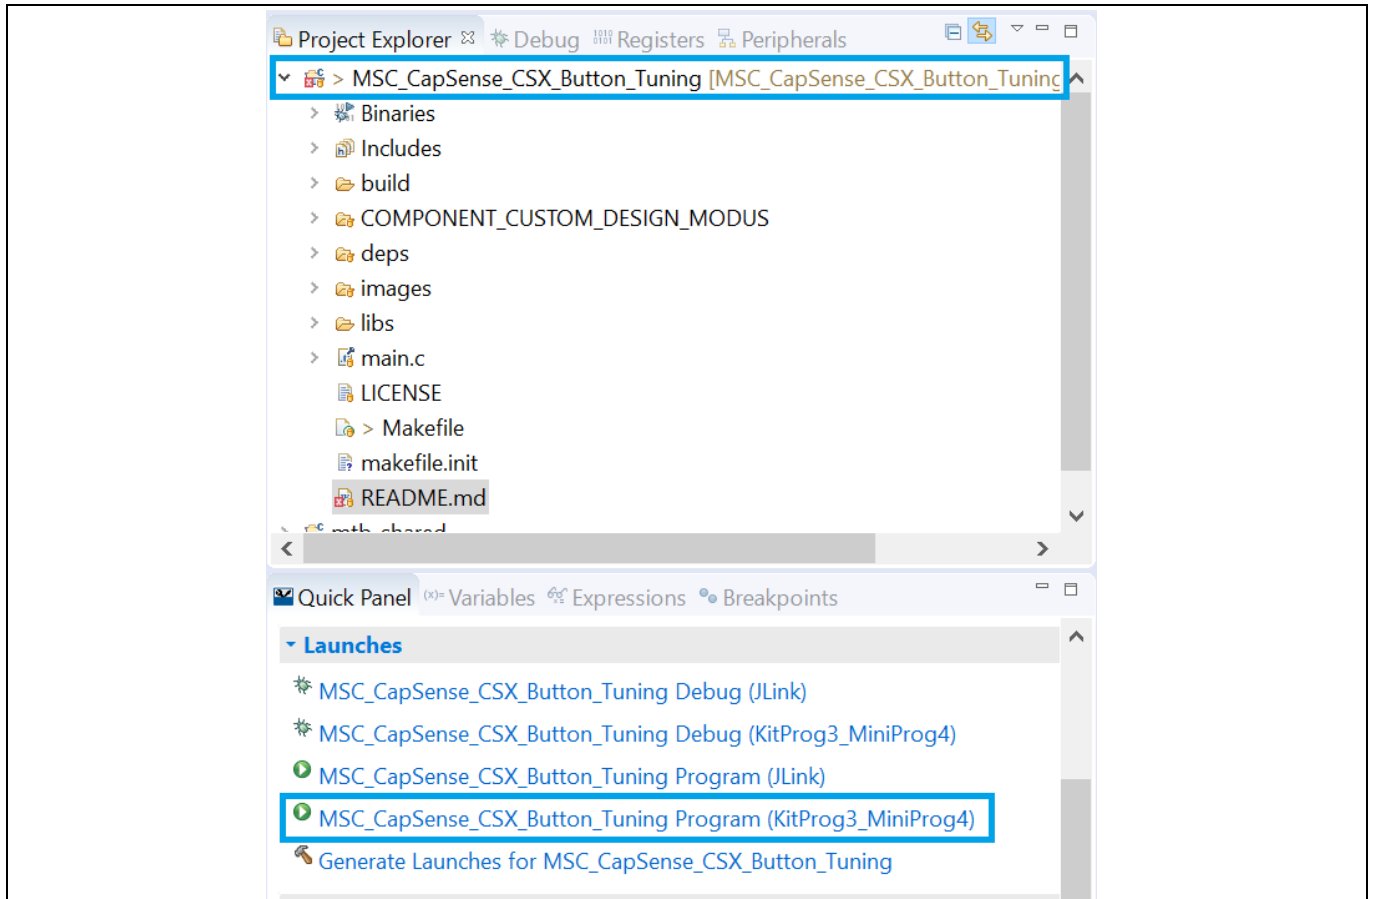 Project Explorer Debug Registers Peripherals
> MSC_CapSense_CSX_Button_Tuning [MSC_CapSense_CSX_Button_Tuning
Binaries
Includes
build
COMPONENT_CUSTOM_DESIGN_MODUS
deps
images
libs
main.c
LICENSE
> Makefile
makefile.init
README.md
mtb_shared
Quick Panel (x)= Variables Expressions Breakpoints
Launches
MSC_CapSense_CSX_Button_Tuning Debug (JLink)
MSC_CapSense_CSX_Button_Tuning Debug (KitProg3_MiniProg4)
MSC_CapSense_CSX_Button_Tuning Program (JLink)
MSC_CapSense_CSX_Button_Tuning Program (KitProg3_MiniProg4)
Generate Launches for MSC_CapSense_CSX_Button_Tuning